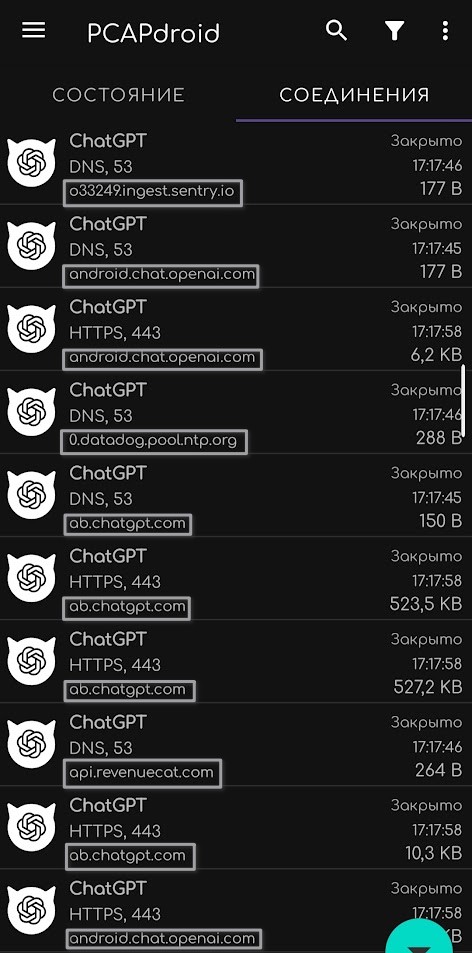 PCAPdroid
СОСТОЯНИЕ СОЕДИНЕНИЯ
ChatGPT Закрыто
DNS, 53 17:17:46
o33249.ingest.sentry.io 177 B
ChatGPT Закрыто
DNS, 53 17:17:45
android.chat.openai.com 177 B
ChatGPT Закрыто
HTTPS, 443 17:17:58
android.chat.openai.com 6,2 KB
ChatGPT Закрыто
DNS, 53 17:17:46
0.datadog.pool.ntp.org 288 B
ChatGPT Закрыто
DNS, 53 17:17:45
ab.chatgpt.com 150 B
ChatGPT Закрыто
HTTPS, 443 17:17:58
ab.chatgpt.com 523,5 KB
ChatGPT Закрыто
HTTPS, 443 17:17:58
ab.chatgpt.com 527,2 KB
ChatGPT Закрыто
DNS, 53 17:17:46
api.revenuecat.com 264 B
ChatGPT Закрыто
HTTPS, 443 17:17:58
ab.chatgpt.com 10,3 KB
ChatGPT Закрыто
HTTPS, 443 17:17:58
android.chat.openai.com KB